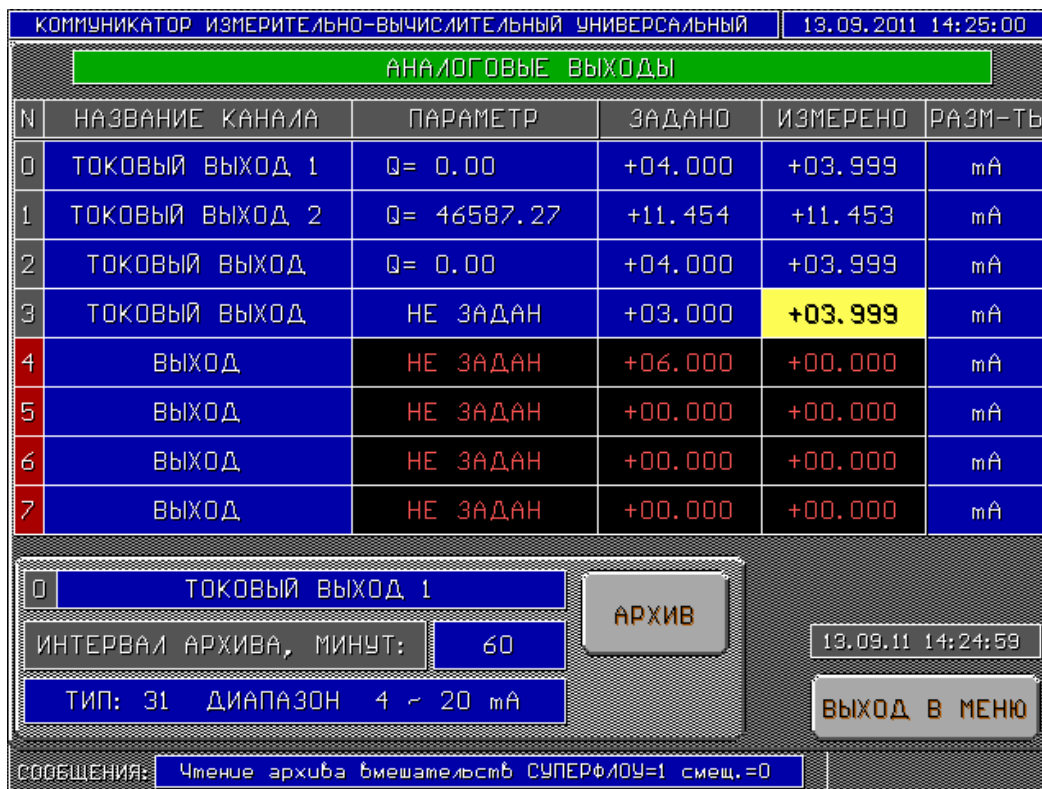 КОММУНИКАТОР ИЗМЕРИТЕЛЬНО-ВЫЧИСЛИТЕЛЬНЫЙ УНИВЕРСАЛЬНЫЙ 13.09.2011 14:25:00
АНАЛОГОВЫЕ ВЫХОДЫ
N НАЗВАНИЕ КАНАЛА ПАРАМЕТР ЗАДАНО ИЗМЕРЕНО РАЗМ-ТЬ
0 ТОКОВЫЙ ВЫХОД 1 Q= 0.00 +04.000 +03.999 mA
1 ТОКОВЫЙ ВЫХОД 2 Q= 46587.27 +11.454 +11.453 mA
2 ТОКОВЫЙ ВЫХОД Q= 0.00 +04.000 +03.999 mA
3 ТОКОВЫЙ ВЫХОД НЕ ЗАДАН +03.000 +03.999 mA
4 ВЫХОД НЕ ЗАДАН +06.000 +00.000 mA
5 ВЫХОД НЕ ЗАДАН +00.000 +00.000 mA
6 ВЫХОД НЕ ЗАДАН +00.000 +00.000 mA
7 ВЫХОД НЕ ЗАДАН +00.000 +00.000 mA
0 ТОКОВЫЙ ВЫХОД 1
АРХИВ
ИНТЕРВАЛ АРХИВА, МИНУТ: 60
13.09.11 14:24:59
ТИП: 31 ДИАПАЗОН 4 ~ 20 mA
ВЫХОД В МЕНЮ
СООБЩЕНИЯ: Чтение архива вмешательств СУПЕРФЛОУ=1 смещ.=0